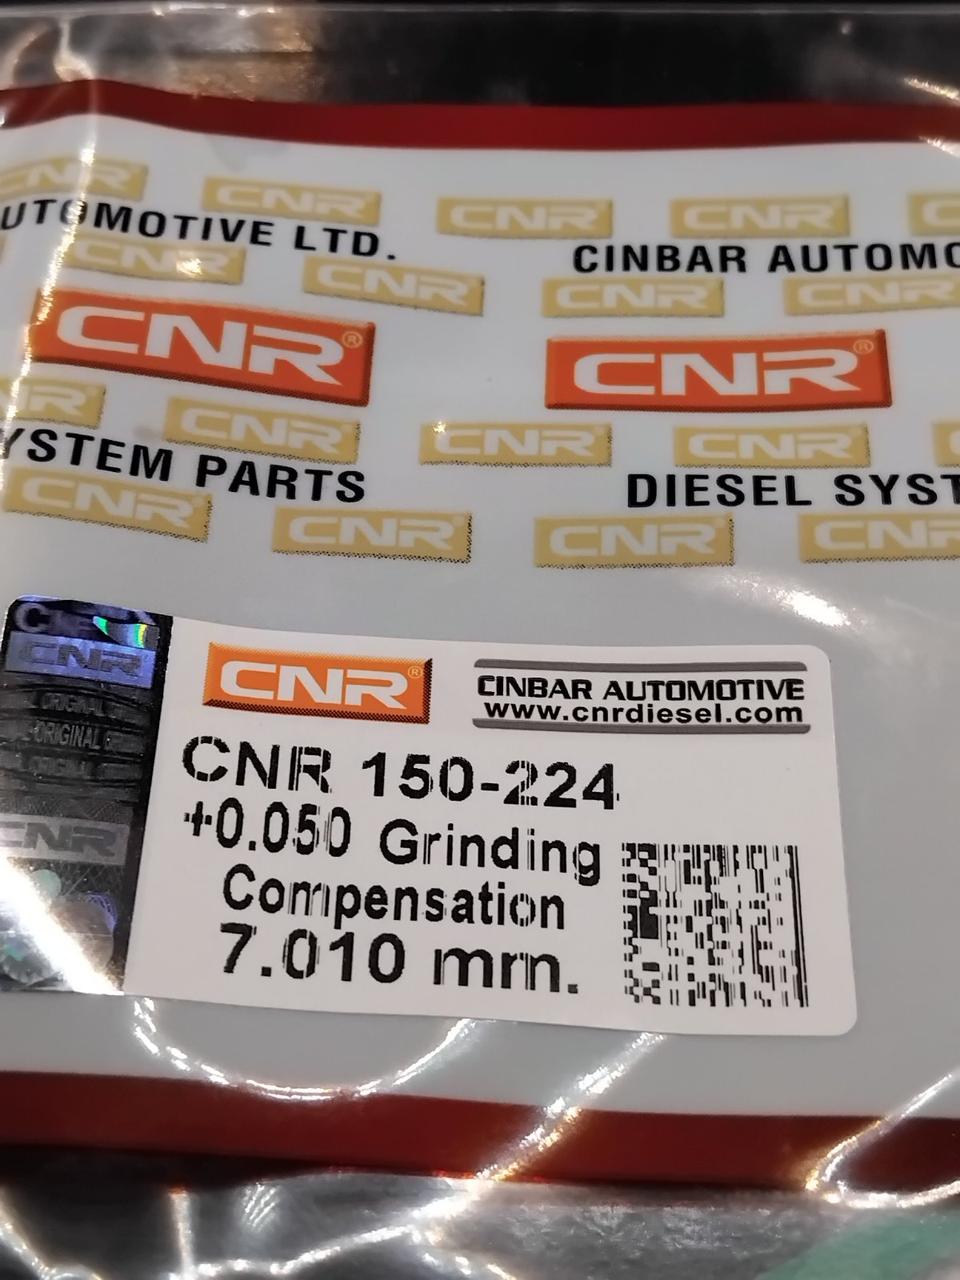 CNR CNR CNR CNR
UTOMOTIVE LTD.
CINBAR AUTOMO
CNR CNR CNR CNR
CNR®
CNR®
CNR CNR CNR
YSTEM PARTS
DIESEL SYST
CNR CNR CNR CNR
CNR
ORIGINAL
CNR
CNR®
CINBAR AUTOMOTIVE
www.cnrdiesel.com
CNR 150-224
+0.050 Grinding
Compensation
7.010 mm.